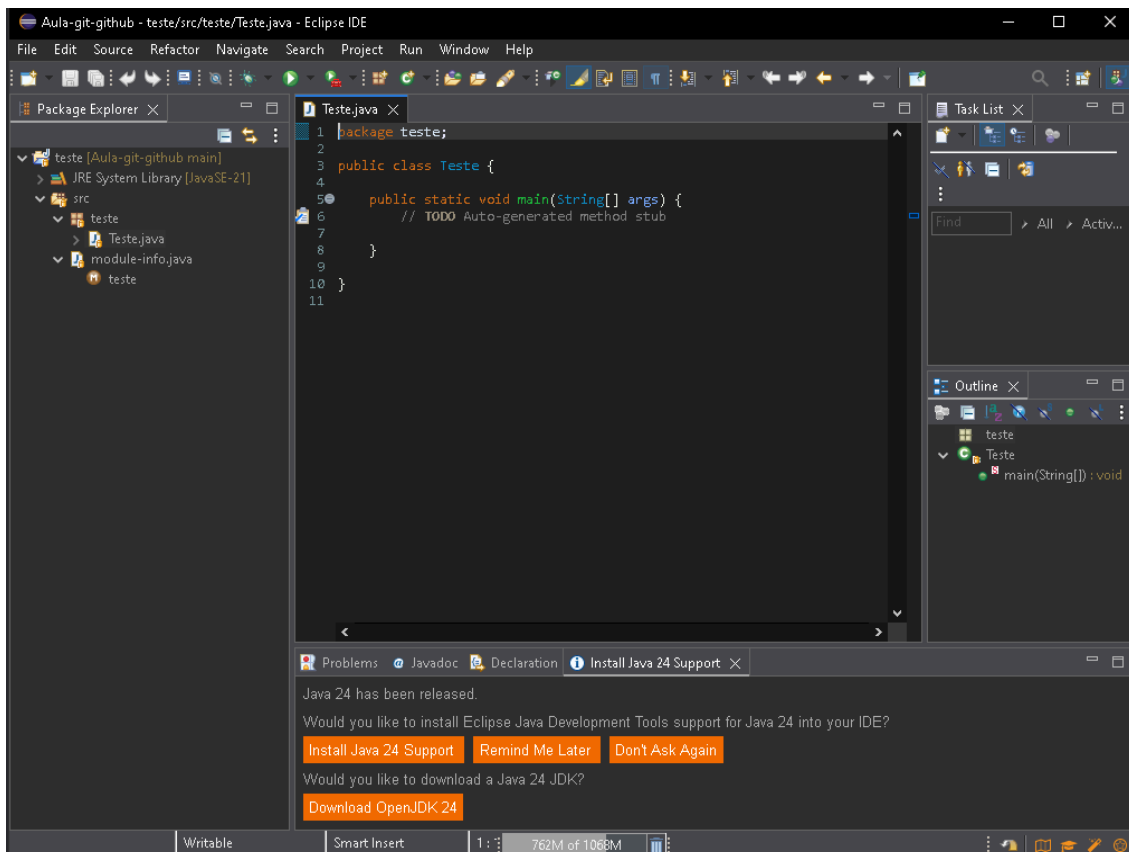 Aula-git-github - teste/src/teste/Teste.java - Eclipse IDE
File Edit Source Refactor Navigate Search Project Run Window Help
Package Explorer
teste [Aula-git-github main]
JRE System Library [JavaSE-21]
src
teste
Teste.java
module-info.java
teste
Teste.java
1 package teste;
2
3 public class Teste {
4
5 public static void main(String[] args) {
6 // TODO Auto-generated method stub
7
8 }
9
10 }
11
Task List
Find All Activ...
Outline
teste
Teste
main(String[]) : void
Problems @ Javadoc Declaration Install Java 24 Support
Java 24 has been released.
Would you like to install Eclipse Java Development Tools support for Java 24 into your IDE?
Install Java 24 Support Remind Me Later Don't Ask Again
Would you like to download a Java 24 JDK?
Download OpenJDK 24
Writable Smart Insert 1 : 762M of 1068M